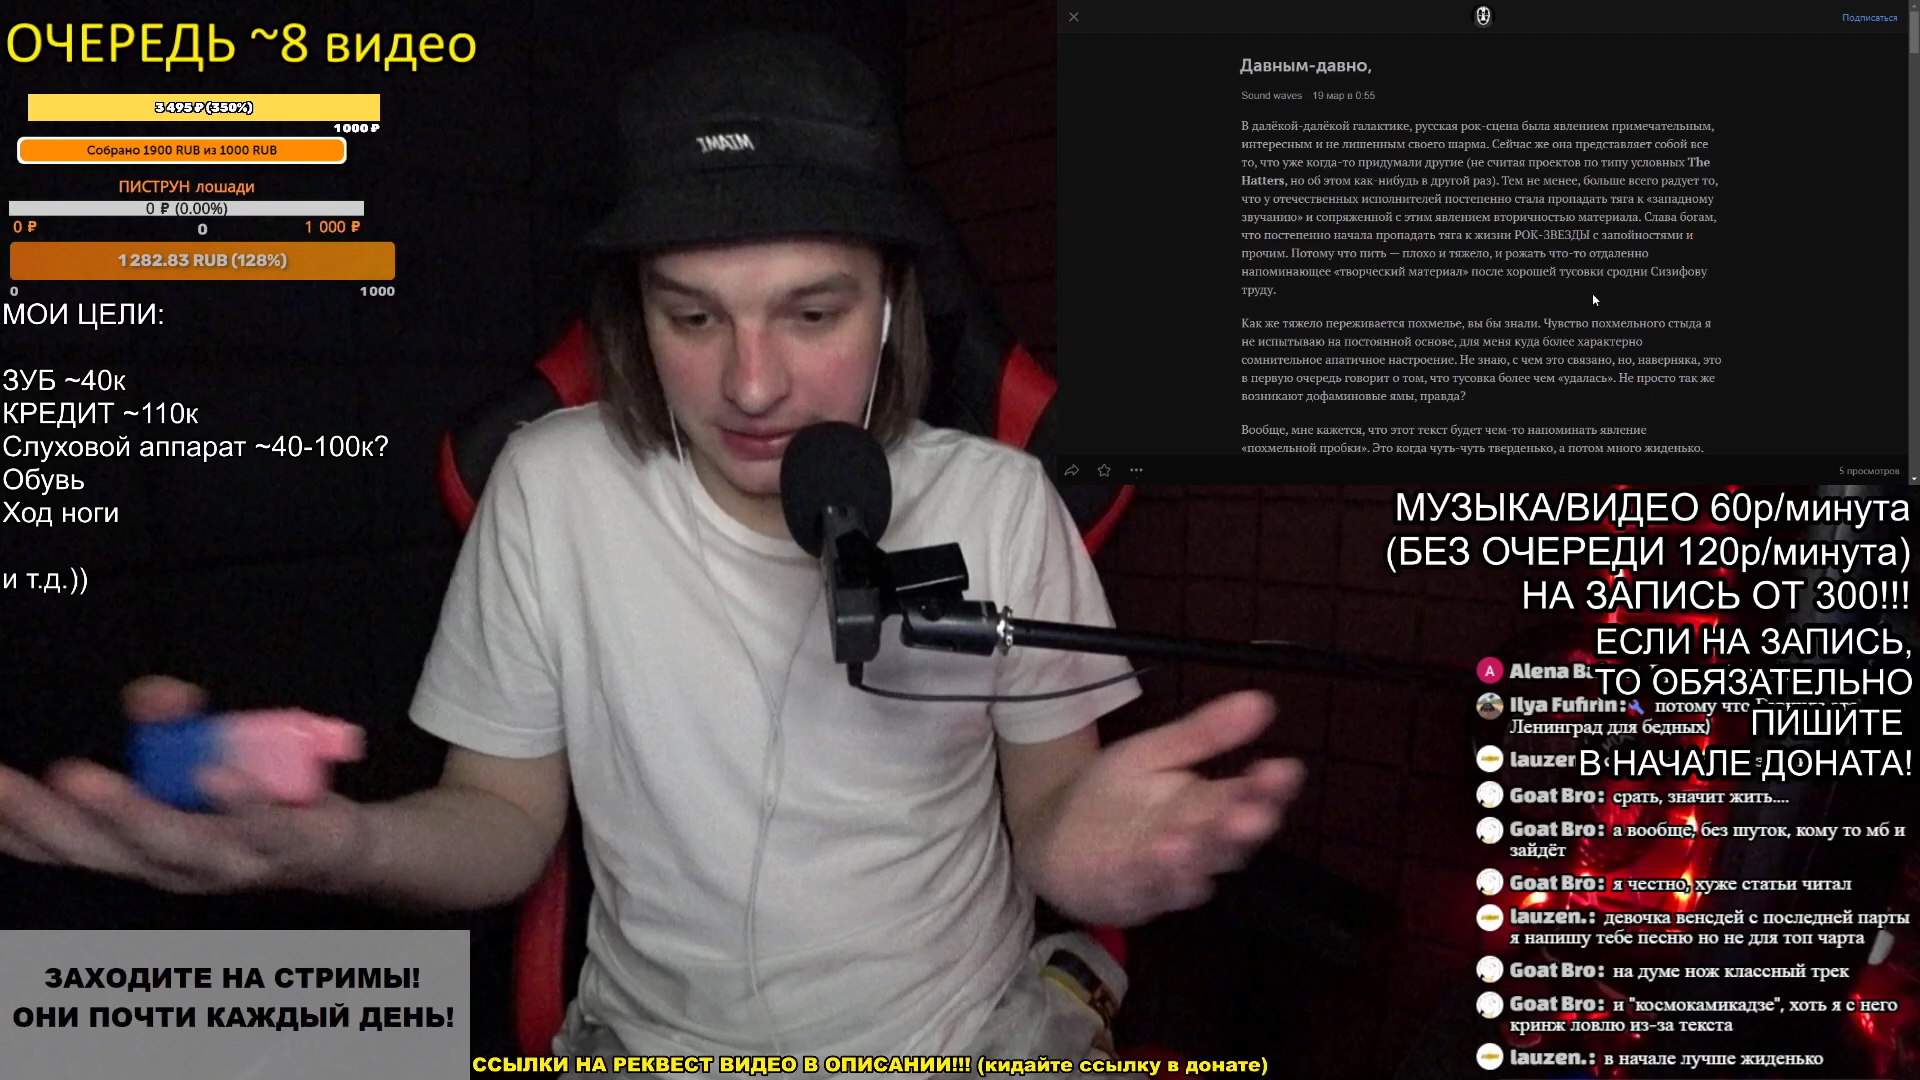 ОЧЕРЕДЬ ~8 видео
3 495 ₽ (350%)
1 000 ₽
Собрано 1900 RUB из 1000 RUB
ПИСТРУН лошади
0 ₽ (0.00%)
0 ₽
0
1 000 ₽
1 282.83 RUB (128%)
0
1000
МОИ ЦЕЛИ:
ЗУБ ~40к
КРЕДИТ ~110к
Слуховой аппарат ~40-100к?
Обувь
Ход ноги
и т.д.))
ЗАХОДИТЕ НА СТРИМЫ!
ОНИ ПОЧТИ КАЖДЫЙ ДЕНЬ!
MIAMI
ССЫЛКИ НА РЕКВЕСТ ВИДЕО В ОПИСАНИИ!!! (кидайте ссылку в донате)
Подписаться
Давным-давно,
Sound waves · 19 мар в 0:55
В далёкой-далёкой галактике, русская рок-сцена была явлением примечательным,
интересным и не лишенным своего шарма. Сейчас же она представляет собой все
то, что уже когда-то придумали другие (не считая проектов по типу условных The
Hatters, но об этом как-нибудь в другой раз). Тем не менее, больше всего радует то,
что у отечественных исполнителей постепенно стала пропадать тяга к «западному
звучанию» и сопряженной с этим явлением вторичностью материала. Слава богам,
что постепенно начала пропадать тяга к жизни РОК-ЗВЕЗДЫ с запойностями и
прочим. Потому что пить — плохо и тяжело, и рожать что-то отдаленно
напоминающее «творческий материал» после хорошей тусовки сродни Сизифову
труду.
Как же тяжело переживается похмелье, вы бы знали. Чувство похмельного стыда я
не испытываю на постоянной основе, для меня куда более характерно
сомнительное апатичное настроение. Не знаю, с чем это связано, но, наверняка, это
в первую очередь говорит о том, что тусовка более чем «удалась». Не просто так же
возникают дофаминовые ямы, правда?
Вообще, мне кажется, что этот текст будет чем-то напоминать явление
«похмельной пробки». Это когда чуть-чуть тверденько, а потом много жиденько.
5 просмотров
МУЗЫКА/ВИДЕО 60р/минута
(БЕЗ ОЧЕРЕДИ 120р/минута)
НА ЗАПИСЬ ОТ 300!!!
ЕСЛИ НА ЗАПИСЬ,
ТО ОБЯЗАТЕЛЬНО
ПИШИТЕ
В НАЧАЛЕ ДОНАТА!
A Alena
Ilya Fufirin: потому что
Ленинград для бедных)
Goat Bro: срать, значит жить....
Goat Bro: а вообще, без шуток, кому то мб и
зайдёт
Goat Bro: я честно, хуже статьи читал
lauzen.: девочка венсдей с последней парты
я напишу тебе песню но не для топ чарта
Goat Bro: на думе нож классный трек
Goat Bro: и "космокамикадзе", хоть я с него
кринж ловлю из-за текста
lauzen.: в начале лучше жиденько